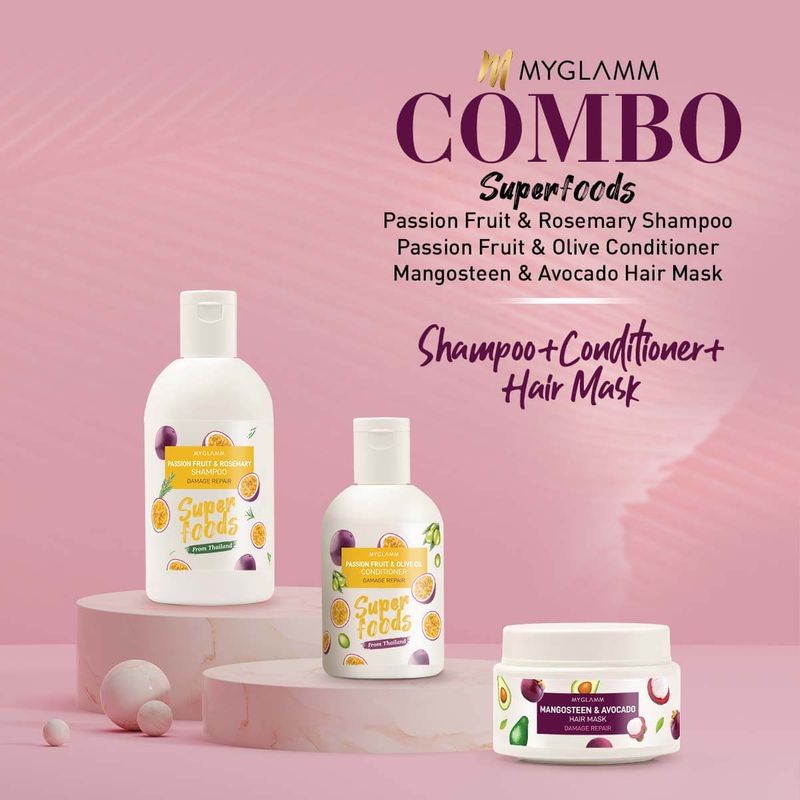 MYGLAMM
COMBO
Superfoods
Passion Fruit & Rosemary Shampoo
Passion Fruit & Olive Conditioner
Mangosteen & Avocado Hair Mask
Shampoo+Conditioner+
Hair Mask
MYGLAMM
PASSION FRUIT & ROSEMARY
SHAMPOO
DAMAGE REPAIR
Super
foods
From Thailand
MYGLAMM
PASSION FRUIT & OLIVE OIL
CONDITIONER
DAMAGE REPAIR
Super
foods
From Thailand
MYGLAMM
MANGOSTEEN & AVOCADO
HAIR MASK
DAMAGE REPAIR